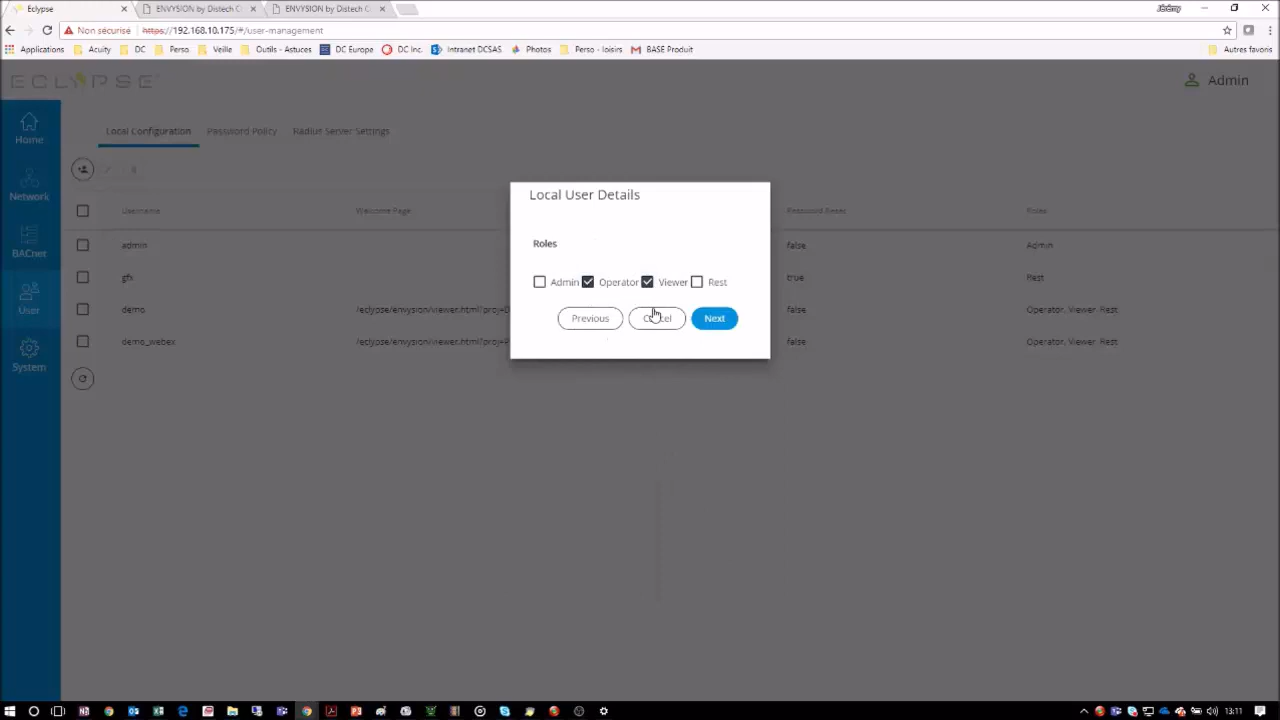 Eclypse
ENVYSION by Distech C
ENVYSION by Distech C
Jérémy
Non sécurisé https://192.168.10.175/#/user-management
Applications Acuity DC Perso Veille Outils - Astuces DC Europe DC Inc. Intranet DCSAS Photos Perso - loisirs BASE Produit Autres favoris
ECLYPSE
Admin
Home
Network
BACnet
User
System
Local Configuration Password Policy Radius Server Settings
Username Welcome Page Password Reset Roles
admin false Admin
gfx true Rest
demo /eclypse/envysion/viewer.html?proj= false Operator, Viewer Rest
demo_webex /eclypse/envysion/viewer.html?proj= false Operator, Viewer Rest
Local User Details
Roles
Admin Operator Viewer Rest
Previous Cancel Next
13:11